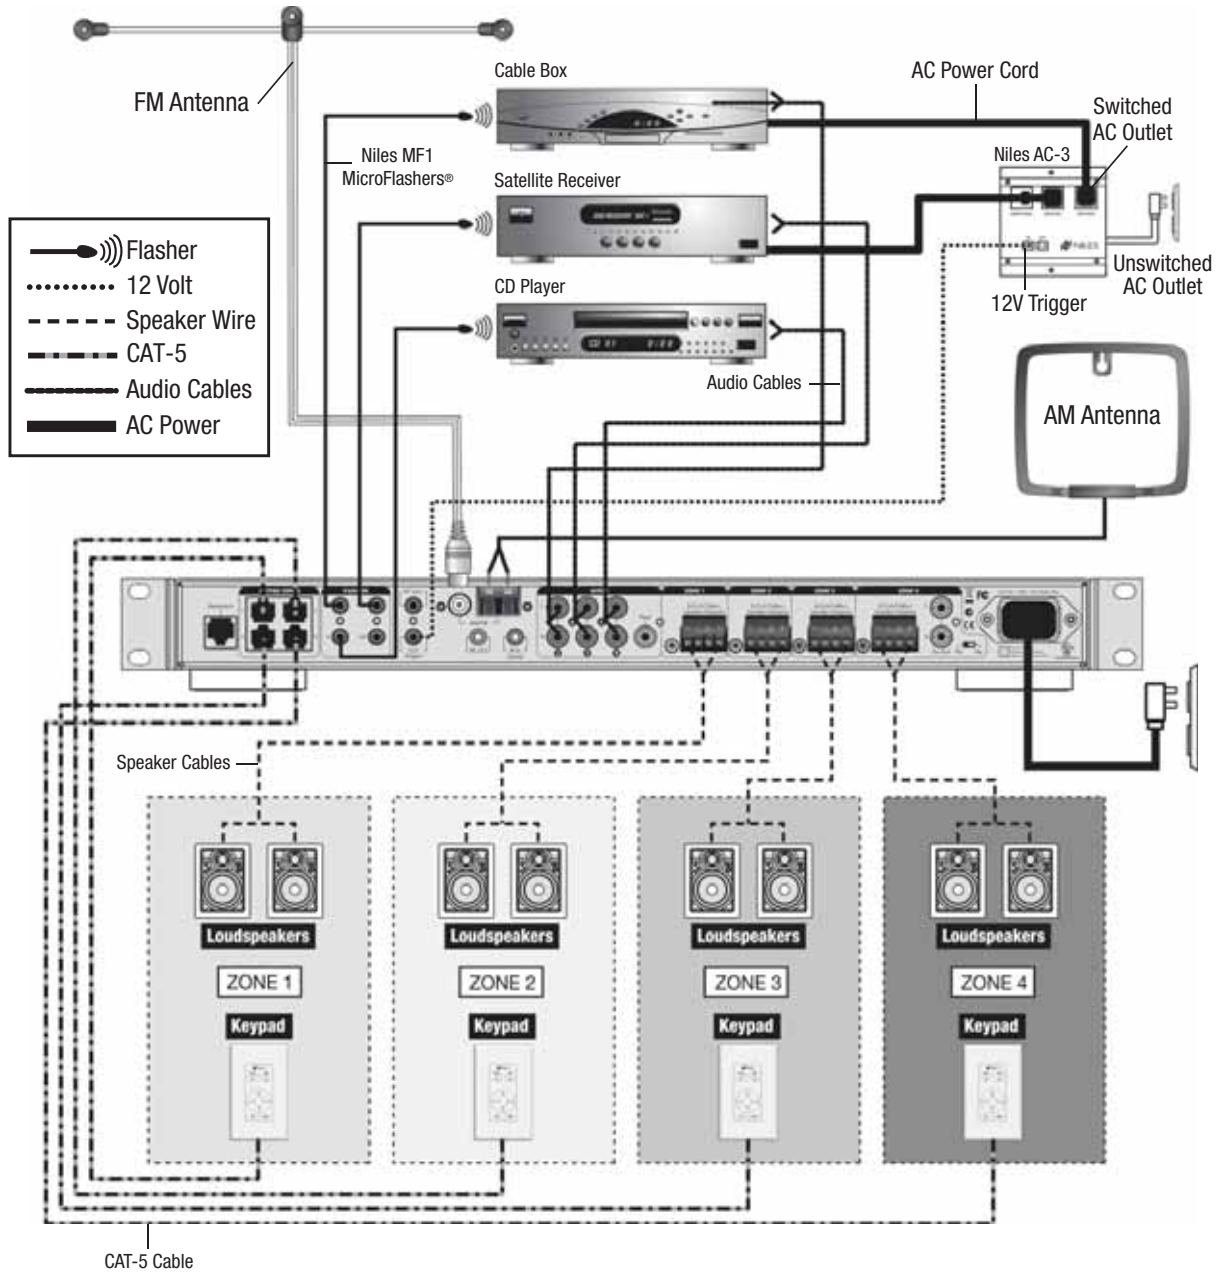 Cable Box
AC Power Cord
FM Antenna
Switched
AC Outlet
Niles MF1
MicroFlashers®
Niles AC-3
Satellite Receiver
Flasher
12 Volt
Speaker Wire
CAT-5
Audio Cables
AC Power
CD Player
Unswitched
AC Outlet
12V Trigger
Audio Cables
AM Antenna
Speaker Cables
Loudspeakers
Loudspeakers
Loudspeakers
Loudspeakers
ZONE 1
ZONE 2
ZONE 3
ZONE 4
Keypad
Keypad
Keypad
Keypad
CAT-5 Cable